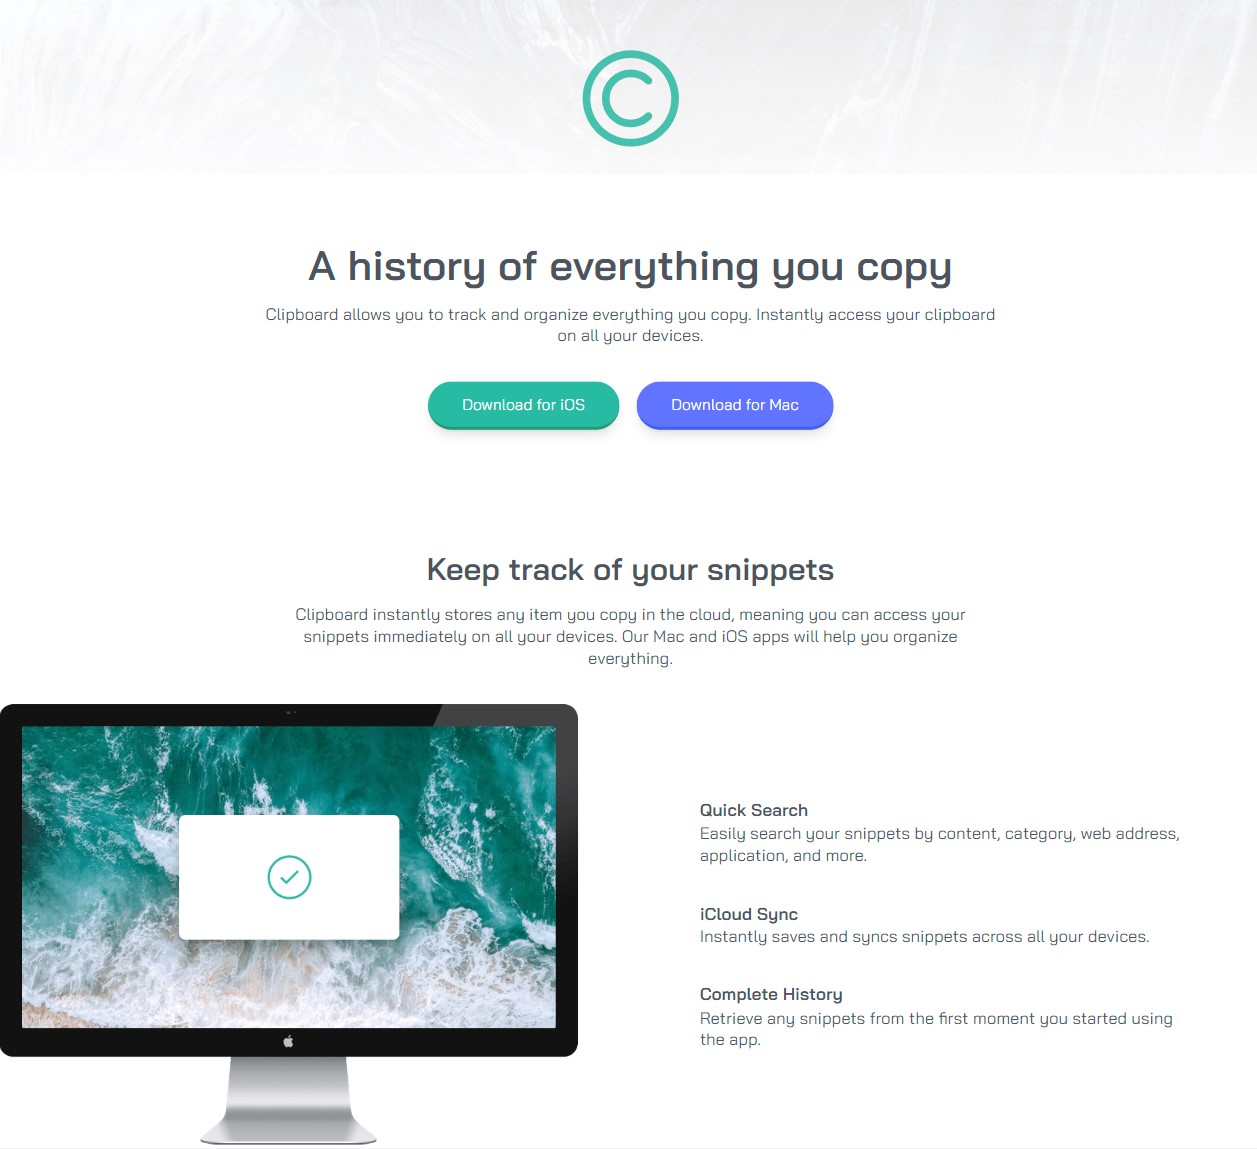 A history of everything you copy
Clipboard allows you to track and organize everything you copy. Instantly access your clipboard
on all your devices.
Download for iOS
Download for Mac
Keep track of your snippets
Clipboard instantly stores any item you copy in the cloud, meaning you can access your
snippets immediately on all your devices. Our Mac and iOS apps will help you organize
everything.
Quick Search
Easily search your snippets by content, category, web address,
application, and more.
iCloud Sync
Instantly saves and syncs snippets across all your devices.
Complete History
Retrieve any snippets from the first moment you started using
the app.